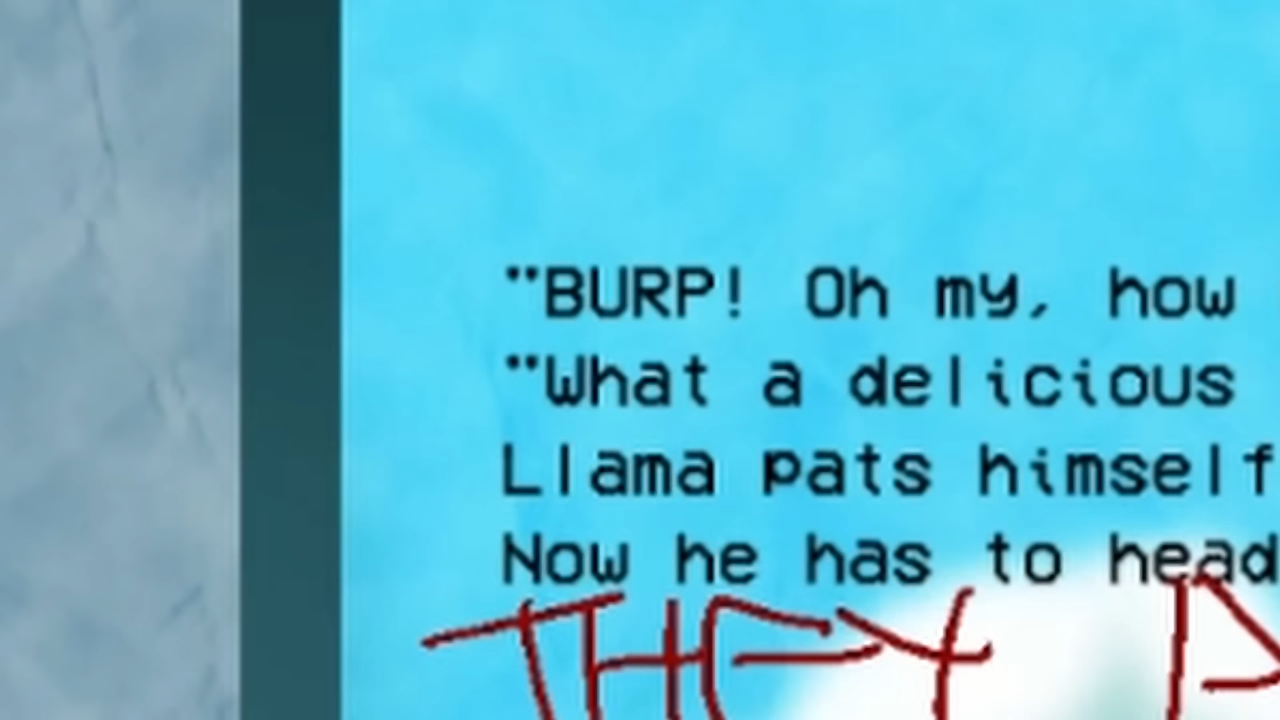 "BURP! Oh my, how
"What a delicious
Llama pats himself
Now he has to head
THEY